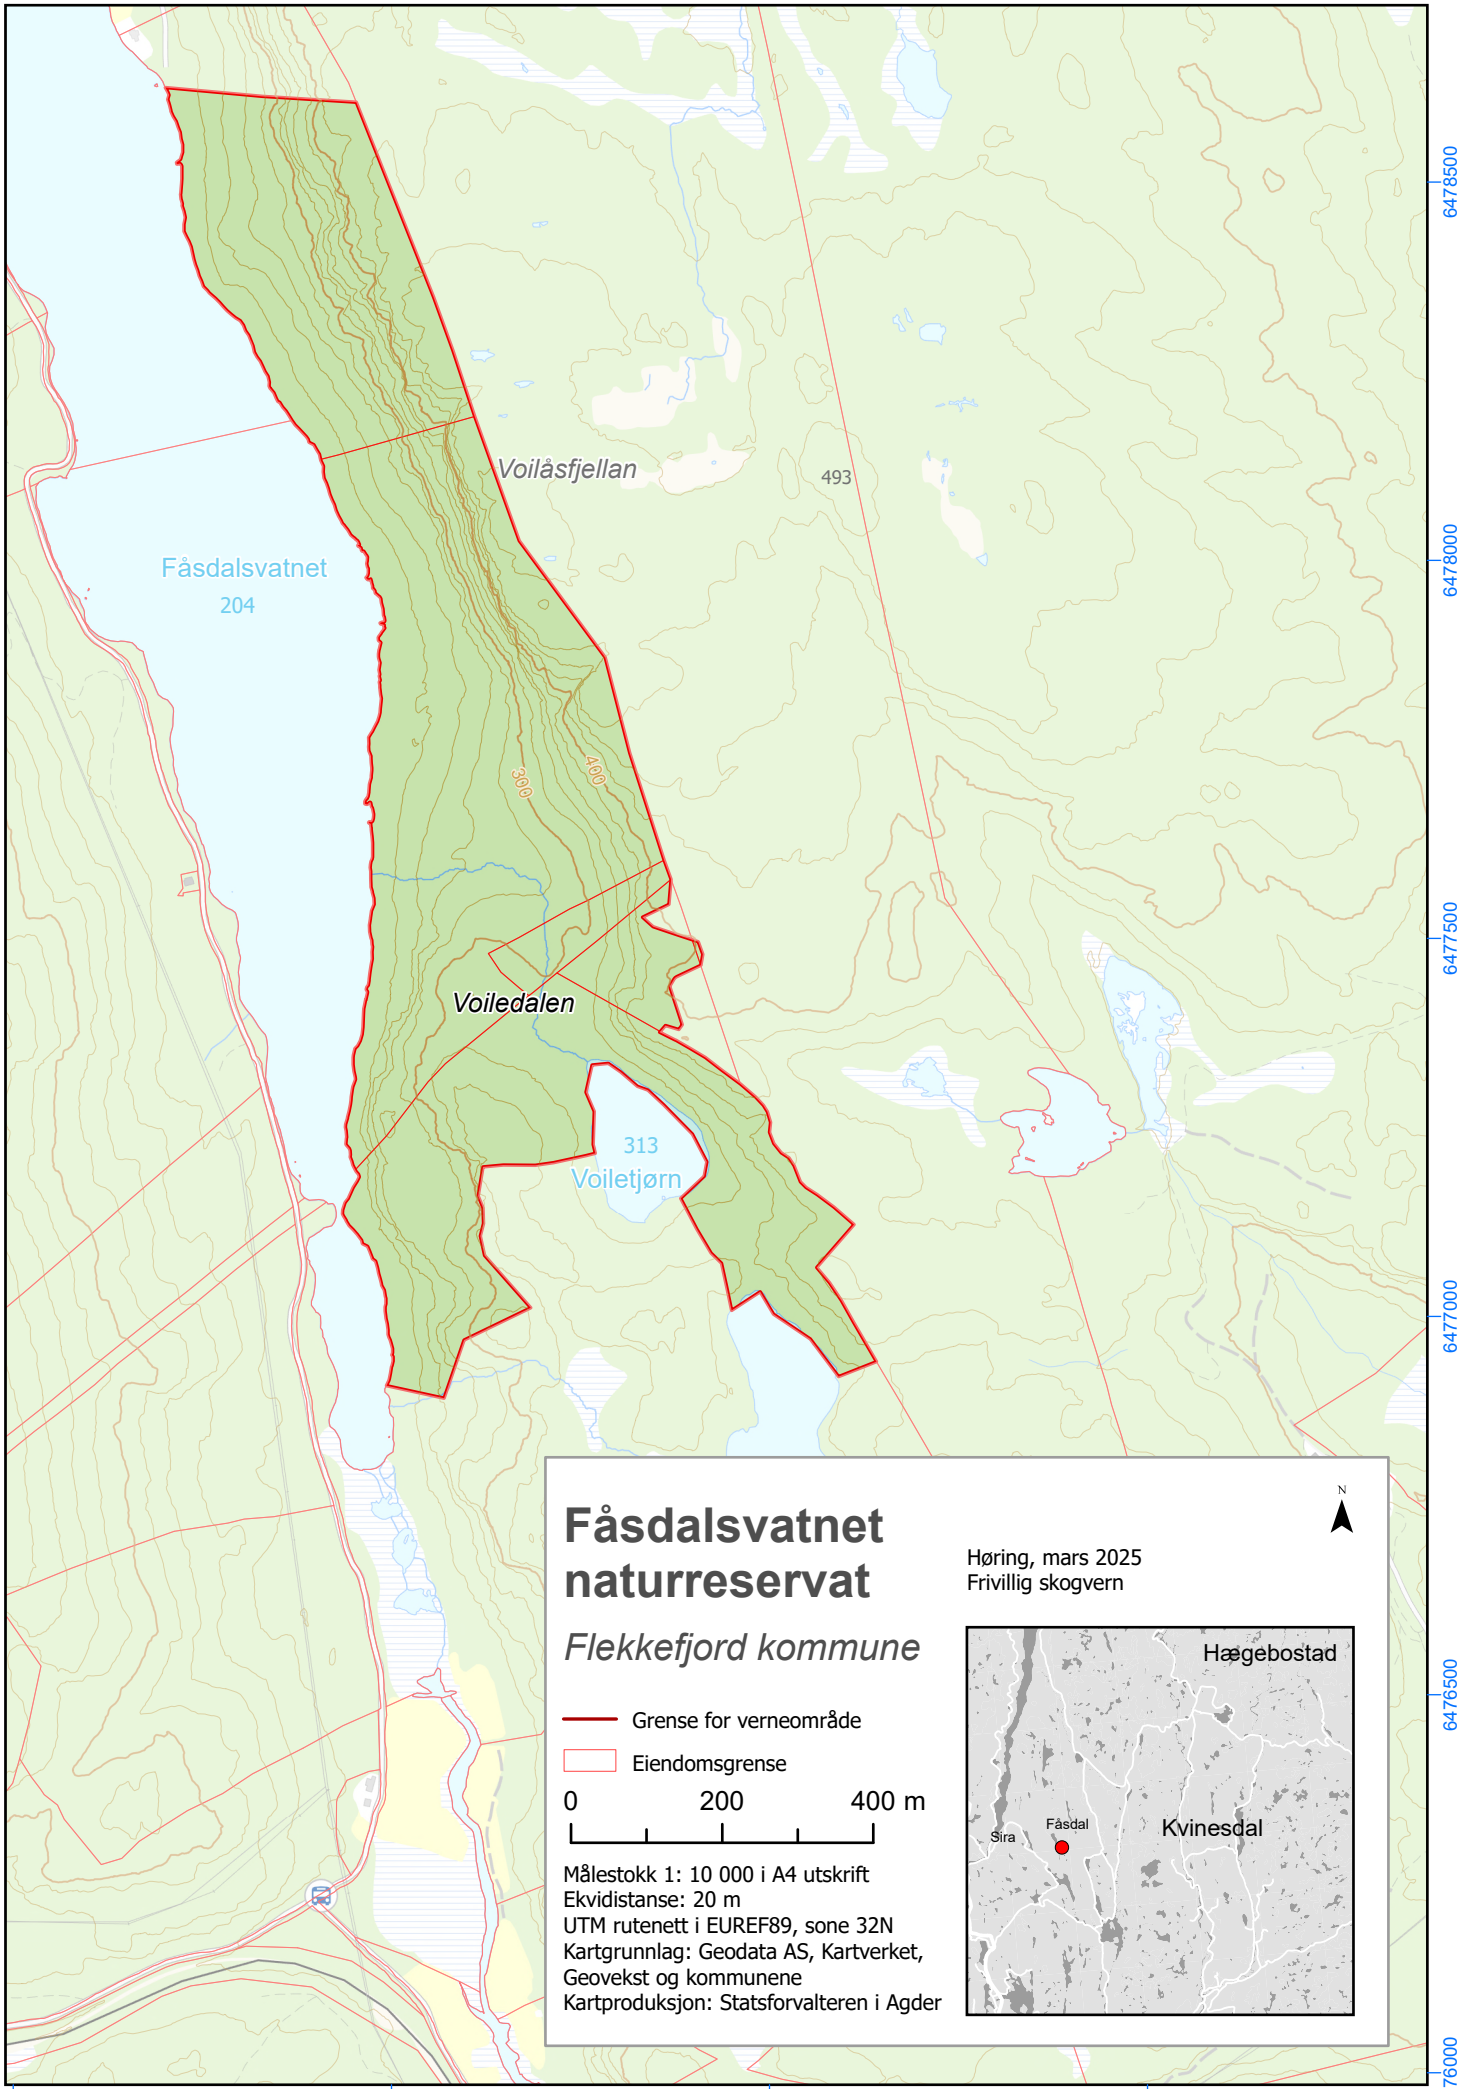 6478500
Voilåsfjellan
493
Fåsdalsvatnet
204
6478000
300
400
6477500
Voiledalen
313
Voiletjørn
6477000
Fåsdalsvatnet
naturreservat
Flekkefjord kommune
N
Høring, mars 2025
Frivillig skogvern
Grense for verneområde
Eiendomsgrense
0 200 400 m
Målestokk 1: 10 000 i A4 utskrift
Ekvidistanse: 20 m
UTM rutenett i EUREF89, sone 32N
Kartgrunnlag: Geodata AS, Kartverket,
Geovekst og kommunene
Kartproduksjon: Statsforvalteren i Agder
Hægebostad
Fåsdal
Sira
Kvinesdal
6476500
76000